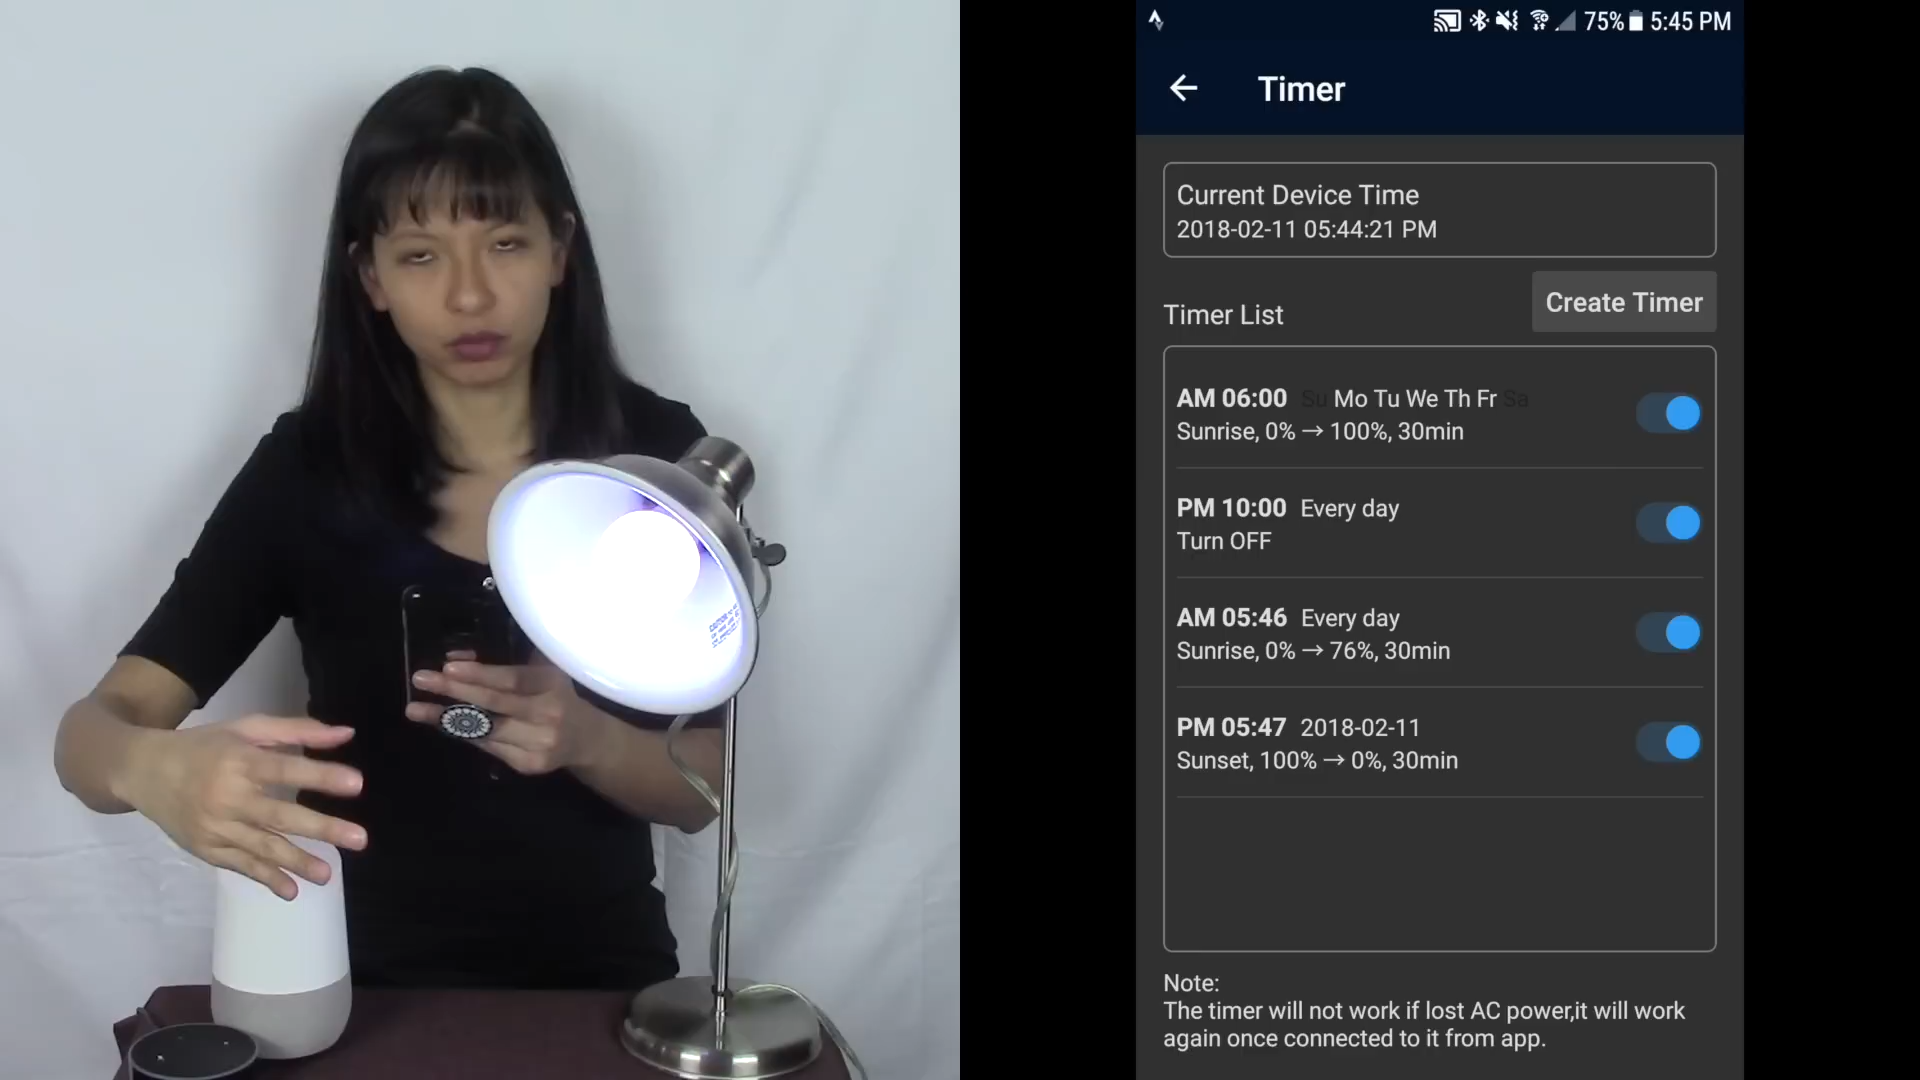 75% 5:45 PM
Timer
Current Device Time
2018-02-11 05:44:21 PM
Create Timer
Timer List
AM 06:00 Su Mo Tu We Th Fr Sa
Sunrise, 0% → 100%, 30min
PM 10:00 Every day
Turn OFF
AM 05:46 Every day
Sunrise, 0% → 76%, 30min
PM 05:47 2018-02-11
Sunset, 100% → 0%, 30min
Note:
The timer will not work if lost AC power,it will work
again once connected to it from app.